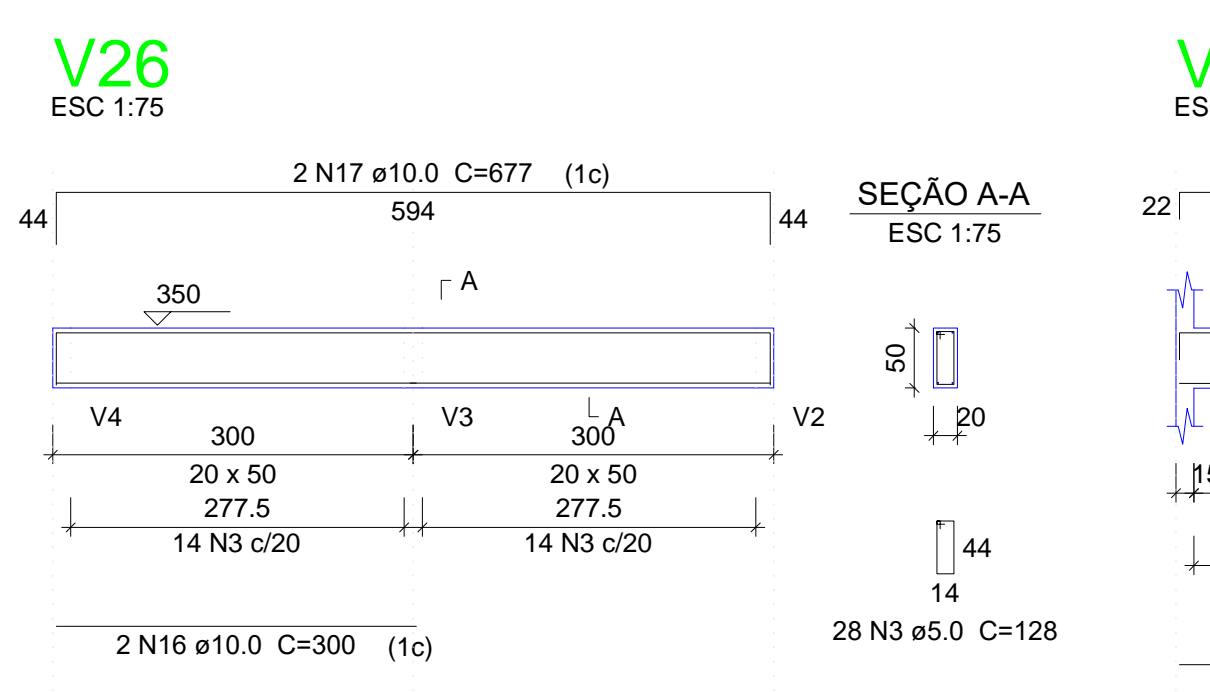 V26
ESC 1:75
2 N17 ø10.0 C=677 (1c)
44
594
44
SEÇÃO A-A
ESC 1:75
A
350
50
20
V4
V3
A
V2
300
300
20 x 50
20 x 50
277.5
277.5
14 N3 c/20
14 N3 c/20
44
14
28 N3 ø5.0 C=128
2 N16 ø10.0 C=300 (1c)
V
ES
22